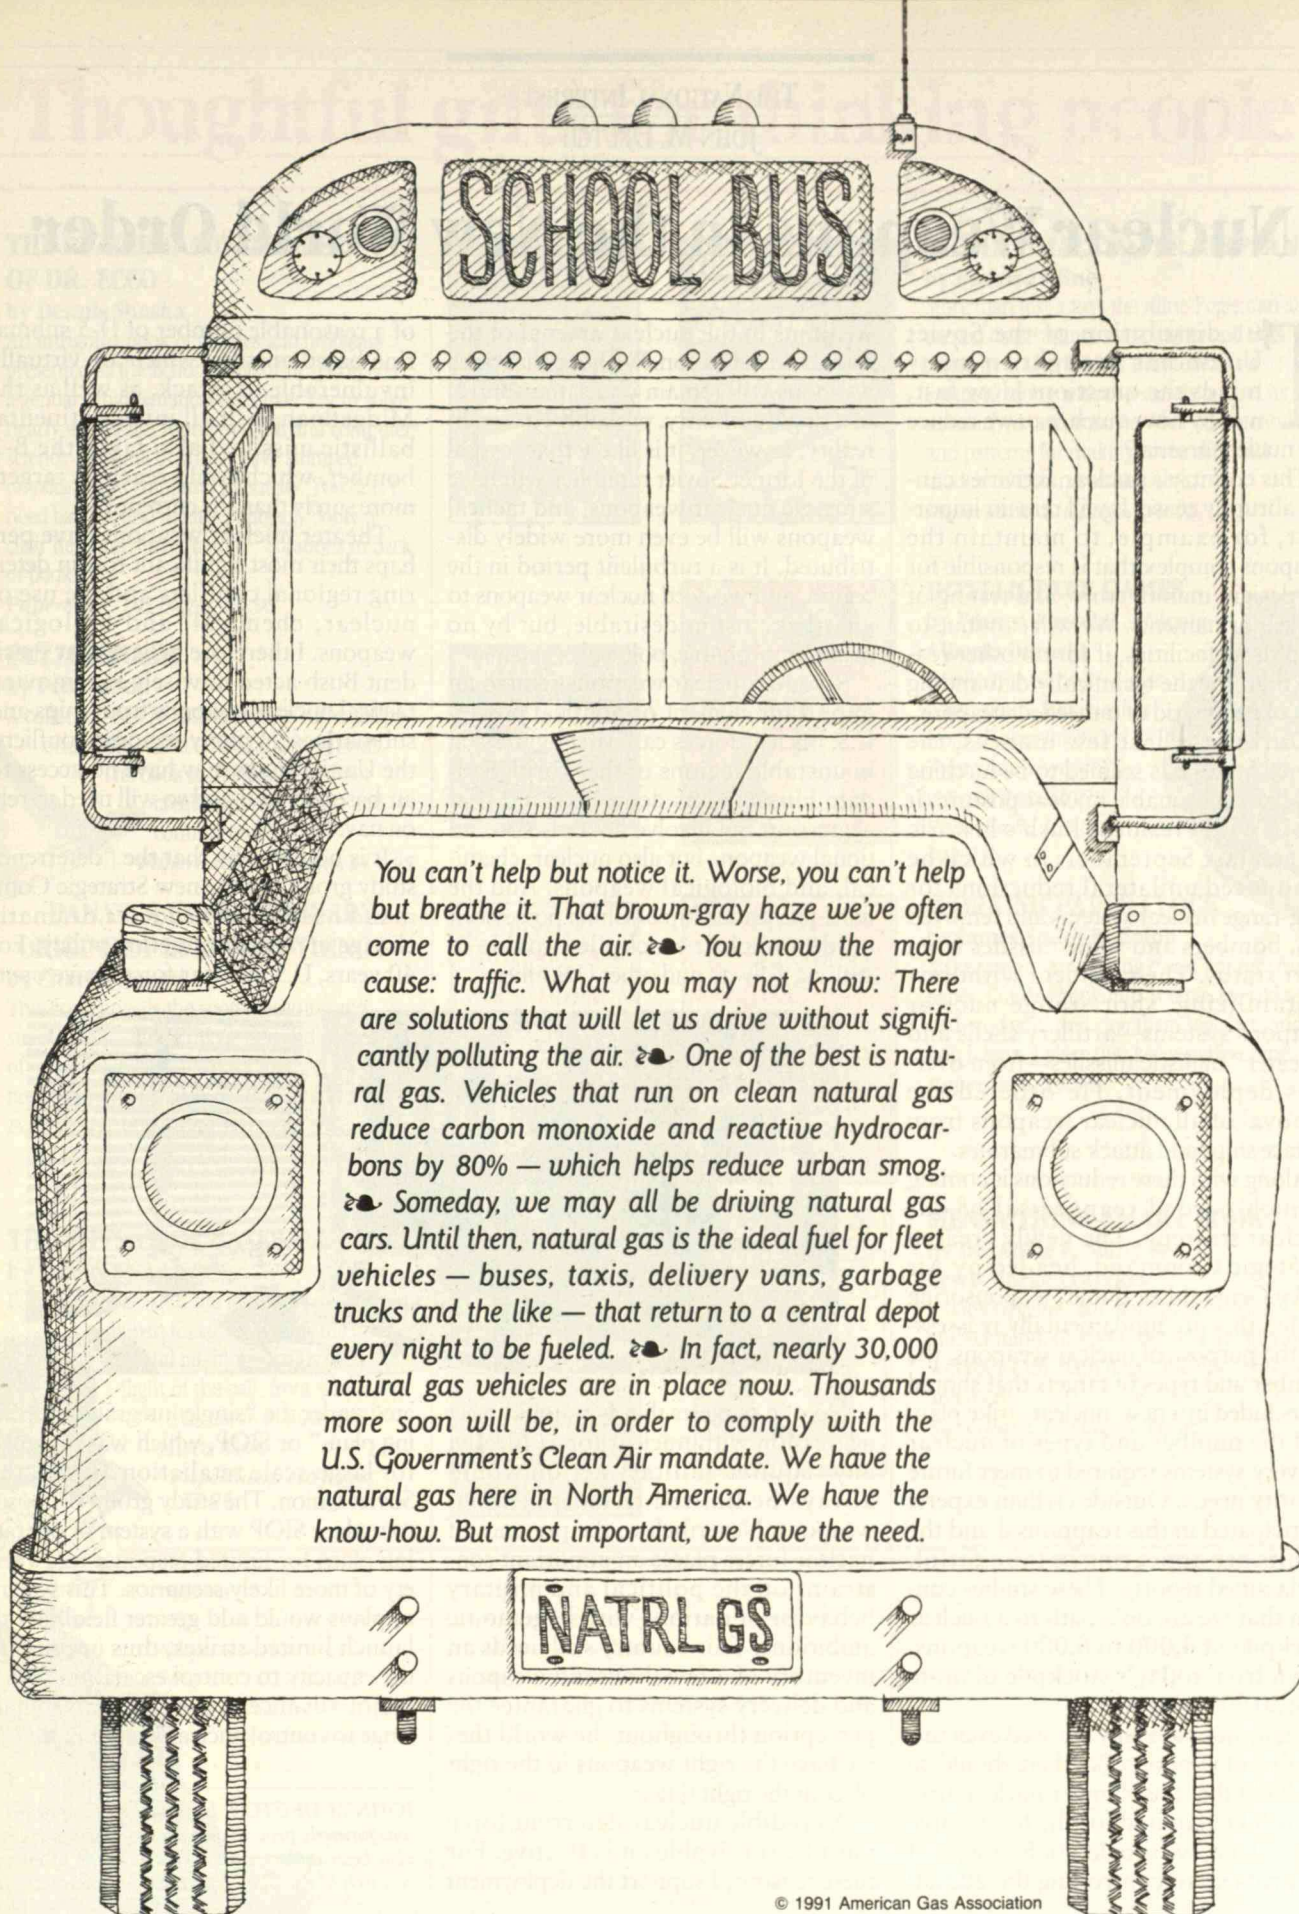 SCHOOL BUS
You can't help but notice it. Worse, you can't help
but breathe it. That brown-gray haze we've often
come to call the air. ❧ You know the major
cause: traffic. What you may not know: There
are solutions that will let us drive without signifi-
cantly polluting the air. ❧ One of the best is natu-
ral gas. Vehicles that run on clean natural gas
reduce carbon monoxide and reactive hydrocar-
bons by 80% — which helps reduce urban smog.
❧ Someday, we may all be driving natural gas
cars. Until then, natural gas is the ideal fuel for fleet
vehicles — buses, taxis, delivery vans, garbage
trucks and the like — that return to a central depot
every night to be fueled. ❧ In fact, nearly 30,000
natural gas vehicles are in place now. Thousands
more soon will be, in order to comply with the
U.S. Government's Clean Air mandate. We have the
natural gas here in North America. We have the
know-how. But most important, we have the need.
NATRL GS
© 1991 American Gas Association